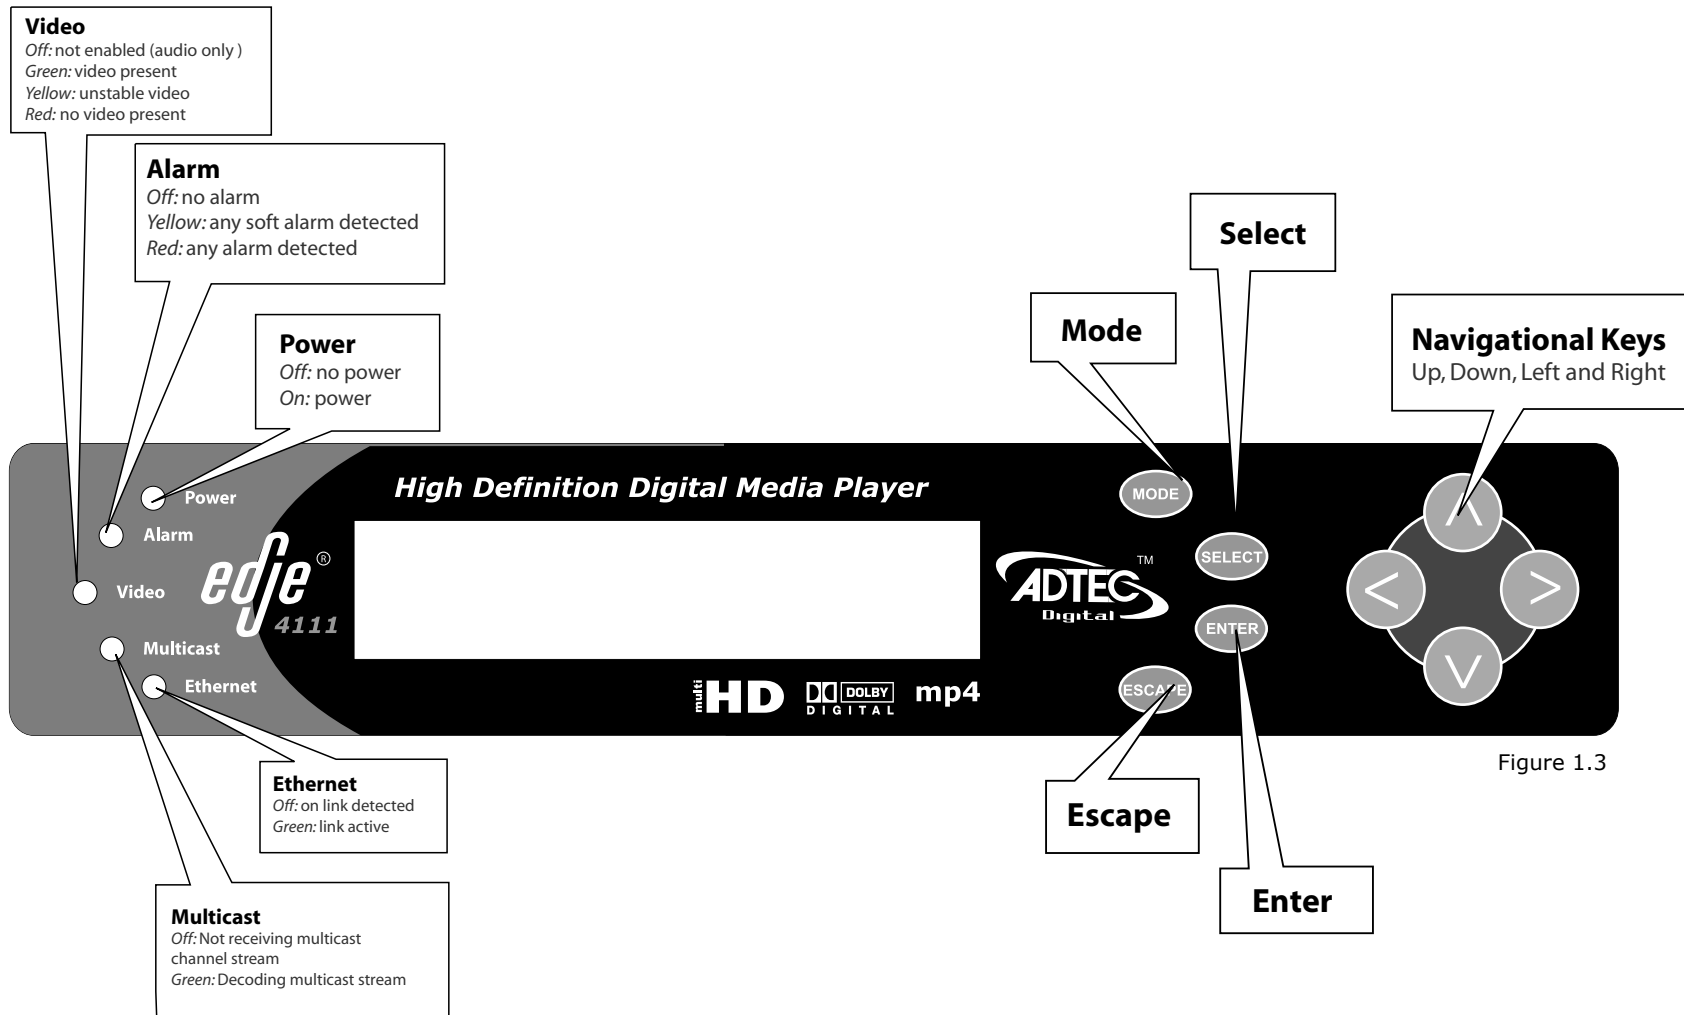 Video
Off: not enabled (audio only )
Green: video present
Yellow: unstable video
Red: no video present
Alarm
Off: no alarm
Yellow: any soft alarm detected
Red: any alarm detected
Power
Off: no power
On: power
Select
Mode
Navigational Keys
Up, Down, Left and Right
Power
Alarm
Video
Multicast
Ethernet
edje®
4111
High Definition Digital Media Player
multi HD
DOLBY
DIGITAL
mp4
ADTEC™
Digital
MODE
SELECT
ENTER
ESCAPE
Figure 1.3
Ethernet
Off: on link detected
Green: link active
Multicast
Off: Not receiving multicast
channel stream
Green: Decoding multicast stream
Escape
Enter